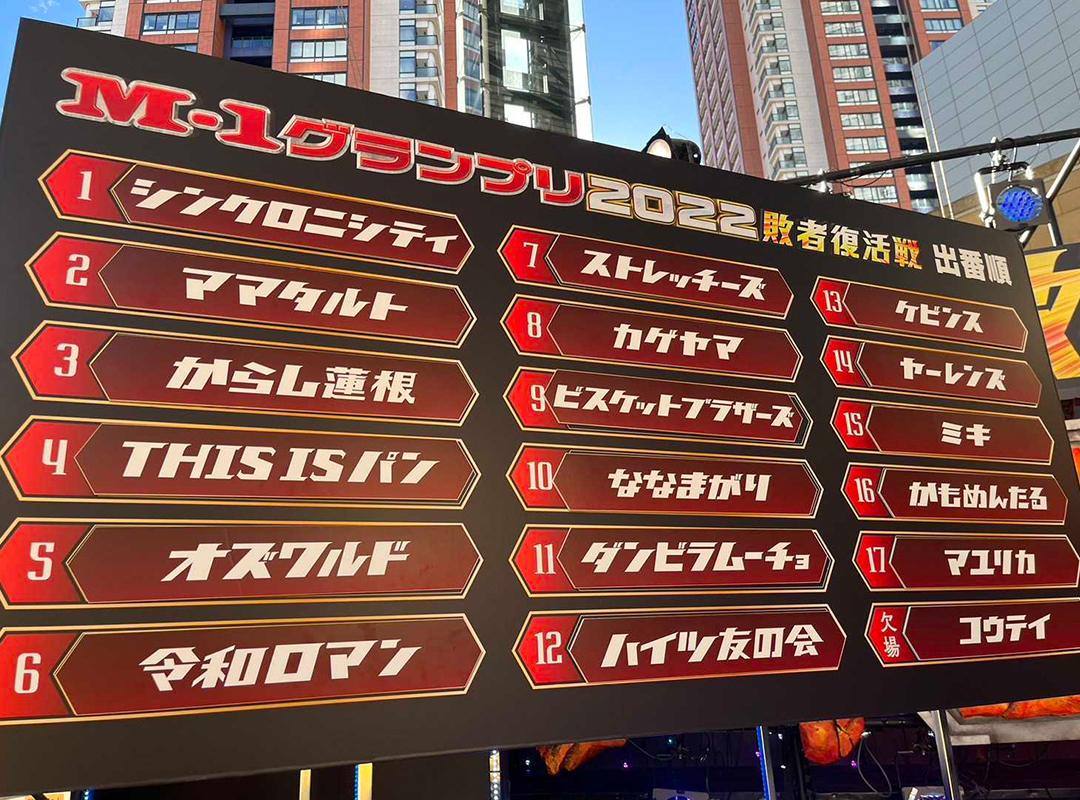 M-1グランプリ2022敗者復活戦 出番順
1 シンクロニシティ
2 ママタルト
3 からし蓮根
4 THIS ISパン
5 オズワルド
6 令和ロマン
7 ストレッチーズ
8 カゲヤマ
9 ビスケットブラザーズ
10 ななまがり
11 ダンビラムーチョ
12 ハイツ友の会
13 ケビンス
14 ヤーレンズ
15 ミキ
16 かもめんたる
17 マユリカ
欠場 コウテイ